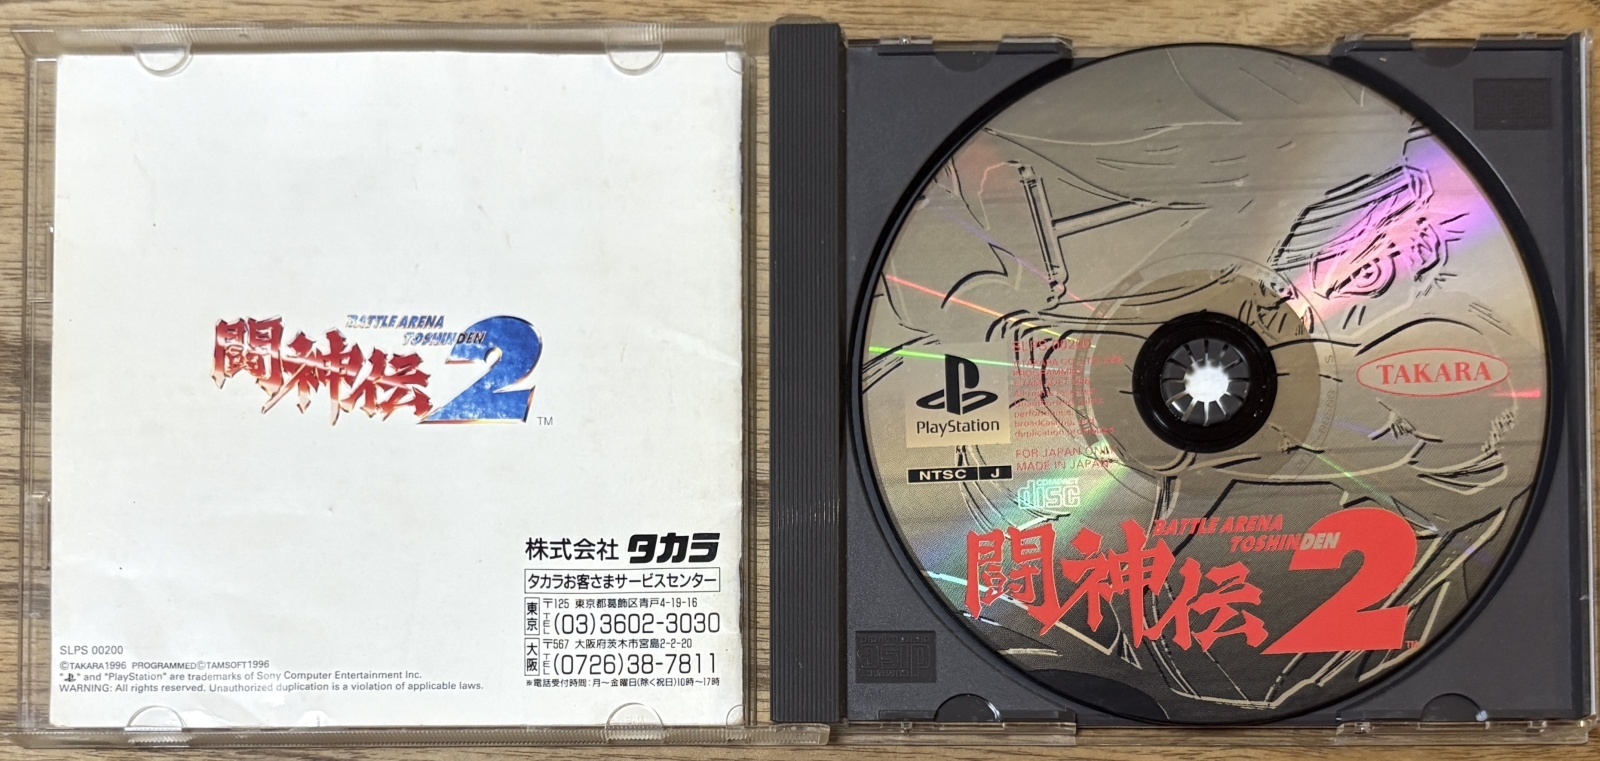 BATTLE ARENA
TOSHINDEN
闘神伝2
TM
株式会社 タカラ
タカラお客さまサービスセンター
東京 〒125 東京都葛飾区青戸4-19-16
TEL (03)3602-3030
大阪 〒567 大阪府茨木市宮島2-2-20
TEL (0726)38-7811
*電話受付時間:月〜金曜日(除く祝日)10時〜17時
SLPS 00200
©TAKARA1996 PROGRAMMED©TAMSOFT1996
"PS" and "PlayStation" are trademarks of Sony Computer Entertainment Inc.
WARNING: All rights reserved. Unauthorized duplication is a violation of applicable laws.
TAKARA
PlayStation
SLPS 00200
NTSC J
FOR JAPAN ONLY
MADE IN JAPAN
COMPACT
disc
BATTLE ARENA
TOSHINDEN
闘神伝2
TM